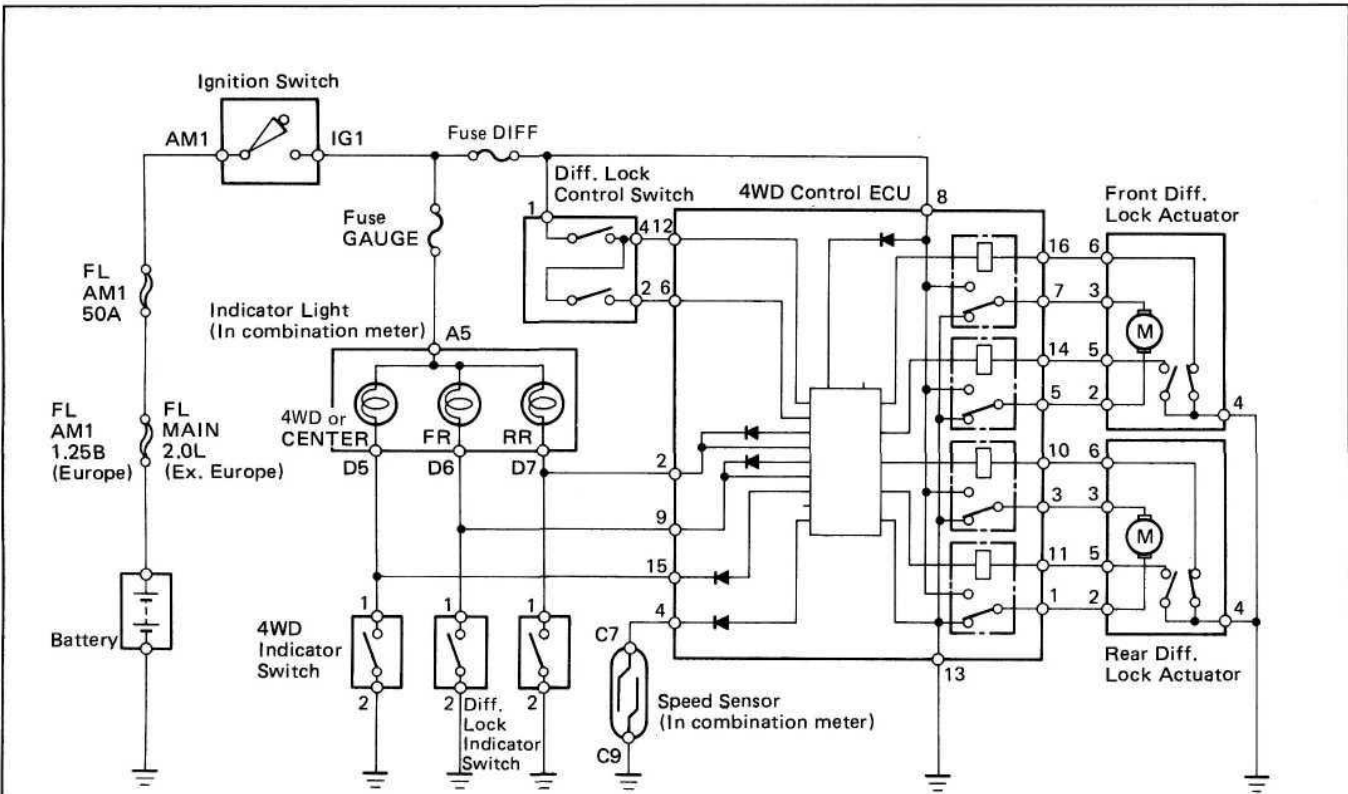 Ignition Switch
AM1
IG1
Fuse DIFF
Diff. Lock
Control Switch
4WD Control ECU
8
Front Diff.
Lock Actuator
Fuse
GAUGE
1
4 12
2 6
16 6
7 3
14 5
5 2
4
M
FL
AM1
50A
Indicator Light
(In combination meter)
A5
4WD or
CENTER
FR
RR
D5
D6
D7
FL
AM1
1.25B
(Europe)
FL
MAIN
2.0L
(Ex. Europe)
2
9
15
4
10 6
3 3
11 5
1 2
4
M
Battery
4WD
Indicator
Switch
1
2
1
2
1
2
Diff.
Lock
Indicator
Switch
C7
C9
Speed Sensor
(In combination meter)
13
Rear Diff.
Lock Actuator